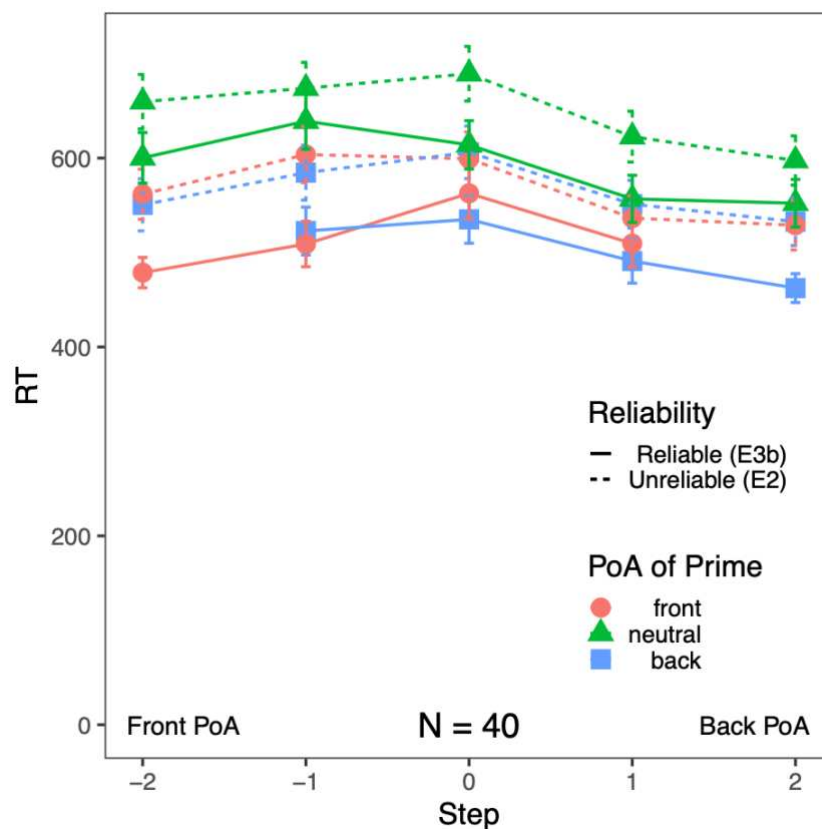 600
400
RT
Reliability
Reliable (E3b)
Unreliable (E2)
200
PoA of Prime
front
neutral
back
0
Front PoA
N = 40
Back PoA
−2
−1
0
1
2
Step